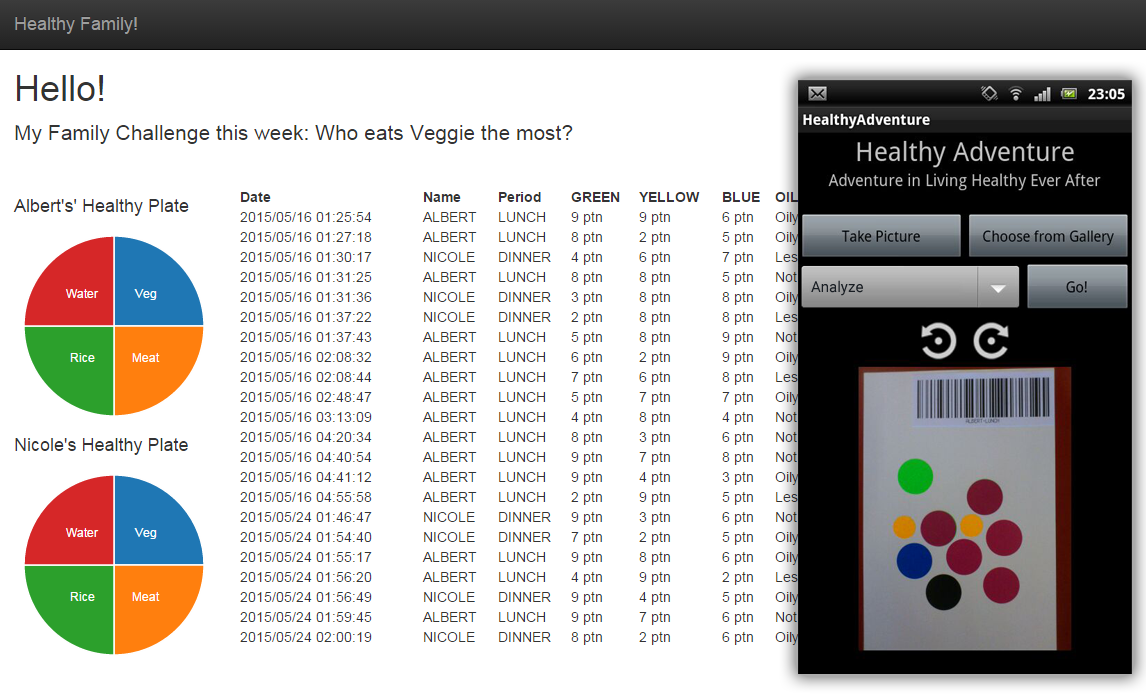 Healthy Family!
Hello!
My Family Challenge this week: Who eats Veggie the most?
Albert's' Healthy Plate
Water
Veg
Rice
Meat
Nicole's Healthy Plate
Water
Veg
Rice
Meat
Date Name Period GREEN YELLOW BLUE OIL
2015/05/16 01:25:54 ALBERT LUNCH 9 ptn 9 ptn 6 ptn Oily
2015/05/16 01:27:18 ALBERT LUNCH 8 ptn 2 ptn 5 ptn Oily
2015/05/16 01:30:17 NICOLE DINNER 4 ptn 6 ptn 7 ptn Les
2015/05/16 01:31:25 ALBERT LUNCH 8 ptn 8 ptn 5 ptn Not
2015/05/16 01:31:36 NICOLE DINNER 3 ptn 8 ptn 8 ptn Oily
2015/05/16 01:37:22 NICOLE DINNER 2 ptn 8 ptn 8 ptn Les
2015/05/16 01:37:43 ALBERT LUNCH 5 ptn 8 ptn 9 ptn Not
2015/05/16 02:08:32 ALBERT LUNCH 6 ptn 2 ptn 9 ptn Oily
2015/05/16 02:08:44 ALBERT LUNCH 7 ptn 6 ptn 8 ptn Les
2015/05/16 02:48:47 ALBERT LUNCH 5 ptn 7 ptn 7 ptn Oily
2015/05/16 03:13:09 ALBERT LUNCH 4 ptn 8 ptn 4 ptn Not
2015/05/16 04:20:34 ALBERT LUNCH 8 ptn 3 ptn 6 ptn Not
2015/05/16 04:40:54 ALBERT LUNCH 9 ptn 7 ptn 8 ptn Not
2015/05/16 04:41:12 ALBERT LUNCH 9 ptn 4 ptn 3 ptn Oily
2015/05/16 04:55:58 ALBERT LUNCH 2 ptn 9 ptn 5 ptn Les
2015/05/24 01:46:47 NICOLE DINNER 9 ptn 3 ptn 6 ptn Not
2015/05/24 01:54:40 NICOLE DINNER 7 ptn 2 ptn 5 ptn Oily
2015/05/24 01:55:17 ALBERT LUNCH 9 ptn 8 ptn 6 ptn Oily
2015/05/24 01:56:20 ALBERT LUNCH 4 ptn 9 ptn 2 ptn Les
2015/05/24 01:56:49 NICOLE DINNER 9 ptn 4 ptn 5 ptn Oily
2015/05/24 01:59:45 ALBERT LUNCH 9 ptn 7 ptn 6 ptn Not
2015/05/24 02:00:19 NICOLE DINNER 8 ptn 2 ptn 6 ptn Oily
23:05
HealthyAdventure
Healthy Adventure
Adventure in Living Healthy Ever After
Take Picture
Choose from Gallery
Analyze
Go!
ALBERT-LUNCH